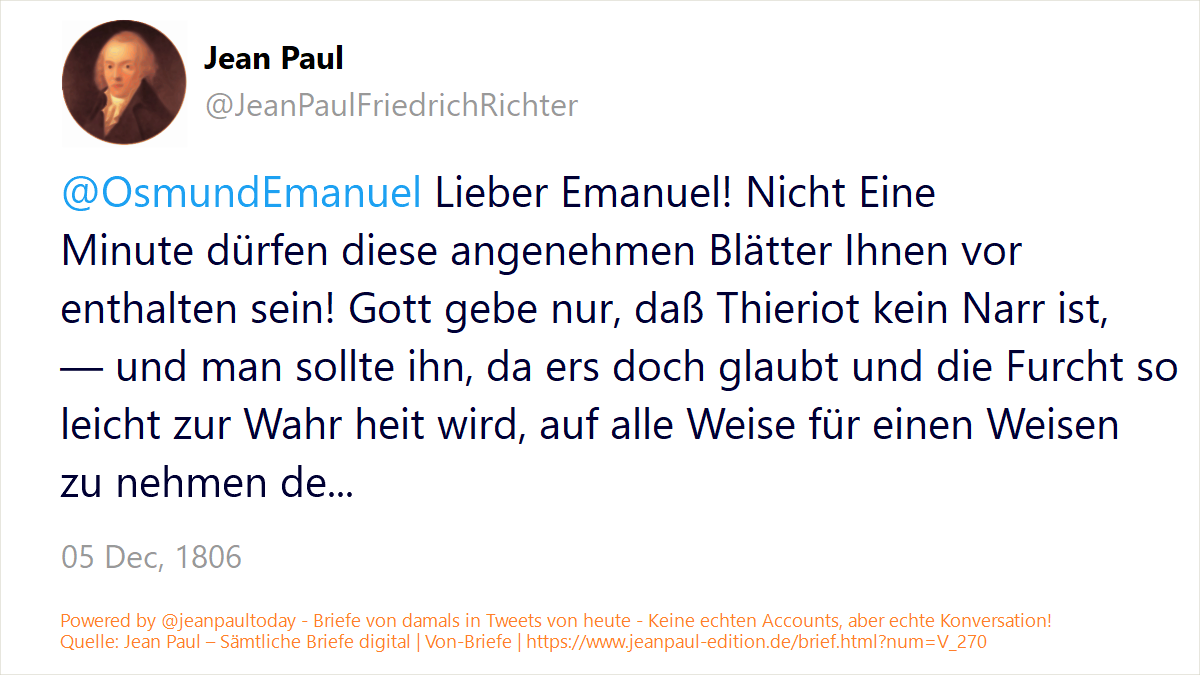 Jean Paul
@JeanPaulFriedrichRichter
@OsmundEmanuel Lieber Emanuel! Nicht Eine
Minute dürfen diese angenehmen Blätter Ihnen vor
enthalten sein! Gott gebe nur, daß Thieriot kein Narr ist,
— und man sollte ihn, da ers doch glaubt und die Furcht so
leicht zur Wahr heit wird, auf alle Weise für einen Weisen
zu nehmen de...
05 Dec, 1806
Powered by @jeanpaultoday - Briefe von damals in Tweets von heute - Keine echten Accounts, aber echte Konversation!
Quelle: Jean Paul – Sämtliche Briefe digital | Von-Briefe | https://www.jeanpaul-edition.de/brief.html?num=V_270